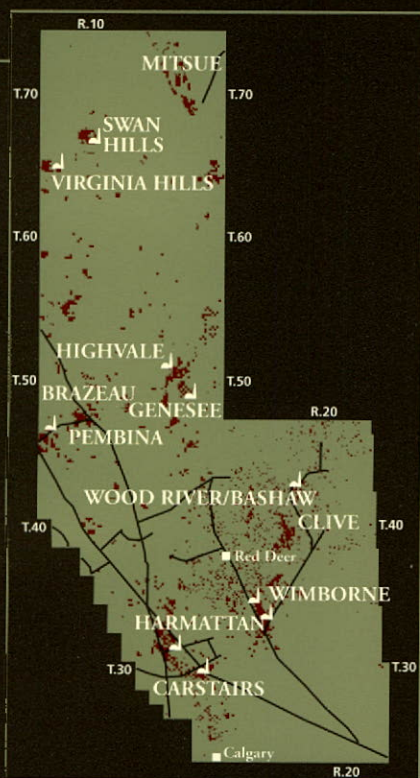 R.10
MITSUE
T.70
T.70
SWAN
HILLS
VIRGINIA HILLS
T.60
T.60
HIGHVALE
T.50
T.50
BRAZEAU
GENESEE
R.20
PEMBINA
WOOD RIVER/BASHAW
CLIVE
T.40
T.40
Red Deer
WIMBORNE
HARMATTAN
T.30
T.30
CARSTAIRS
Calgary
R.20